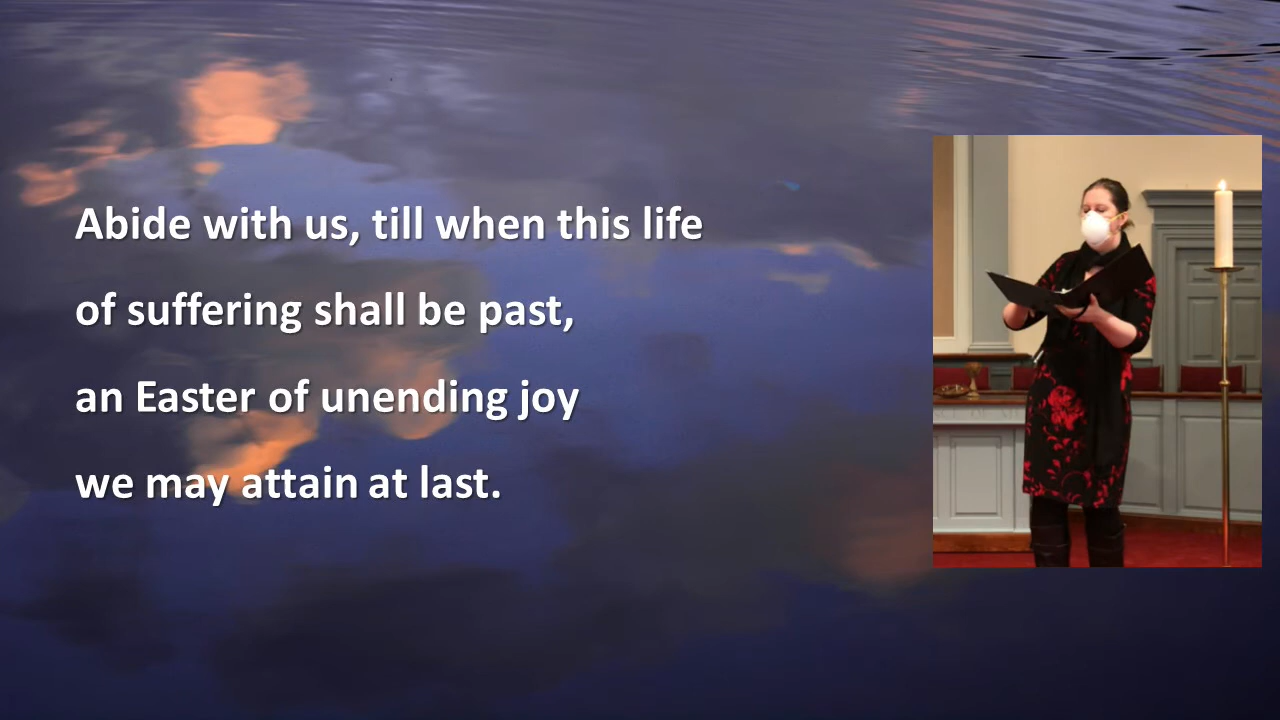 Abide with us, till when this life
of suffering shall be past,
an Easter of unending joy
we may attain at last.